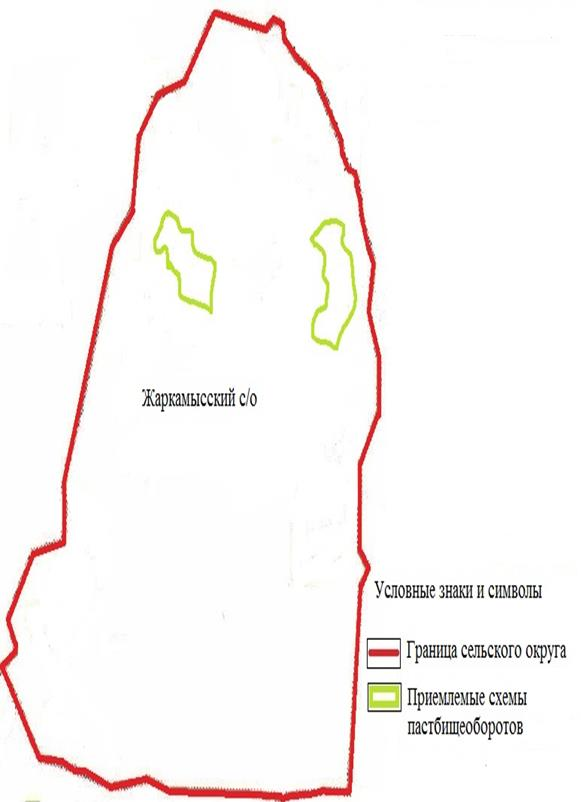 Жаркамысский с/о
Условные знаки и символы
Граница сельского округа
Приемлемые схемы
пастбищеоборотов